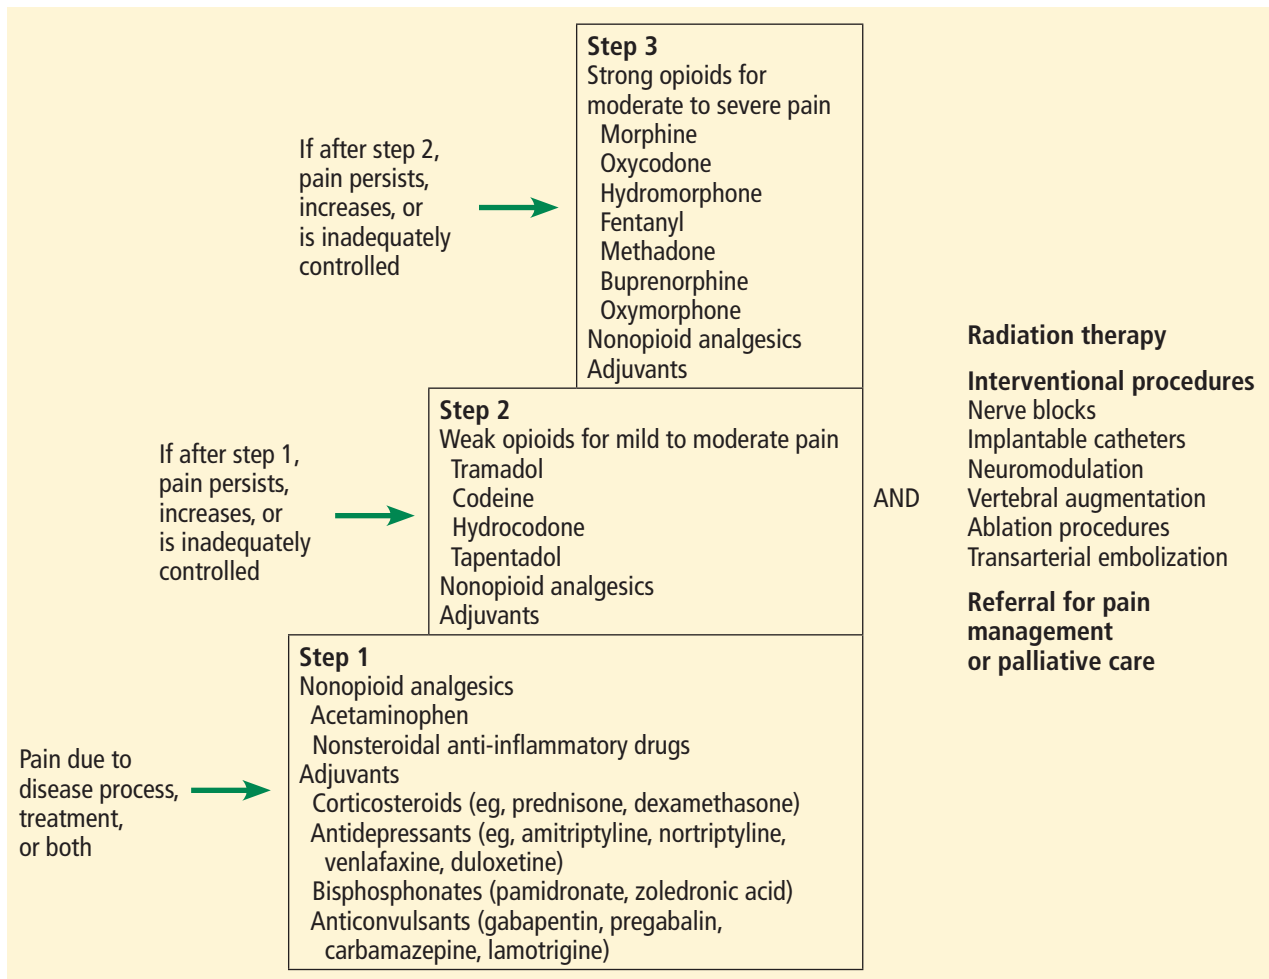 Step 3
Strong opioids for
moderate to severe pain
Morphine
Oxycodone
Hydromorphone
Fentanyl
Methadone
Buprenorphine
Oxymorphone
Nonopioid analgesics
Adjuvants
If after step 2,
pain persists,
increases, or
is inadequately
controlled
Step 2
Weak opioids for mild to moderate pain
Tramadol
Codeine
Hydrocodone
Tapentadol
Nonopioid analgesics
Adjuvants
If after step 1,
pain persists,
increases, or
is inadequately
controlled
Step 1
Nonopioid analgesics
Acetaminophen
Nonsteroidal anti-inflammatory drugs
Adjuvants
Corticosteroids (eg, prednisone, dexamethasone)
Antidepressants (eg, amitriptyline, nortriptyline,
venlafaxine, duloxetine)
Bisphosphonates (pamidronate, zoledronic acid)
Anticonvulsants (gabapentin, pregabalin,
carbamazepine, lamotrigine)
Pain due to
disease process,
treatment,
or both
AND
Radiation therapy
Interventional procedures
Nerve blocks
Implantable catheters
Neuromodulation
Vertebral augmentation
Ablation procedures
Transarterial embolization
Referral for pain
management
or palliative care